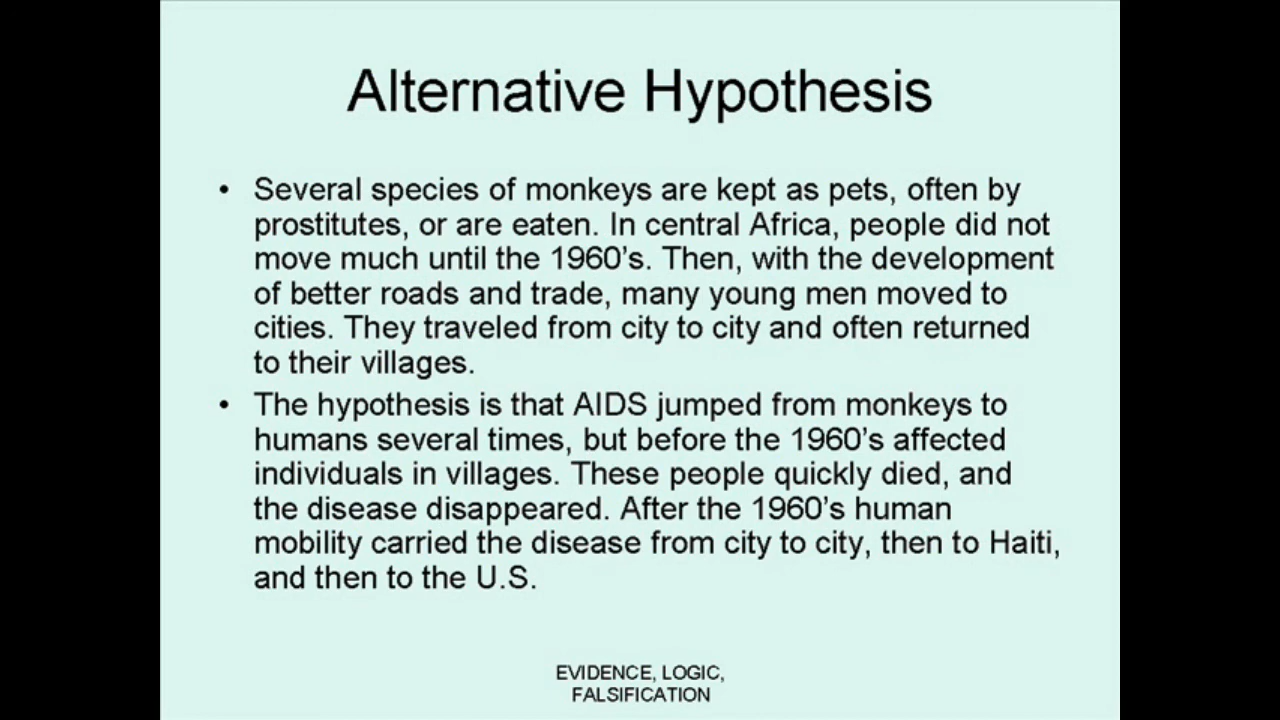 Alternative Hypothesis
• Several species of monkeys are kept as pets, often by
prostitutes, or are eaten. In central Africa, people did not
move much until the 1960's. Then, with the development
of better roads and trade, many young men moved to
cities. They traveled from city to city and often returned
to their villages.
• The hypothesis is that AIDS jumped from monkeys to
humans several times, but before the 1960's affected
individuals in villages. These people quickly died, and
the disease disappeared. After the 1960's human
mobility carried the disease from city to city, then to Haiti,
and then to the U.S.
EVIDENCE, LOGIC,
FALSIFICATION